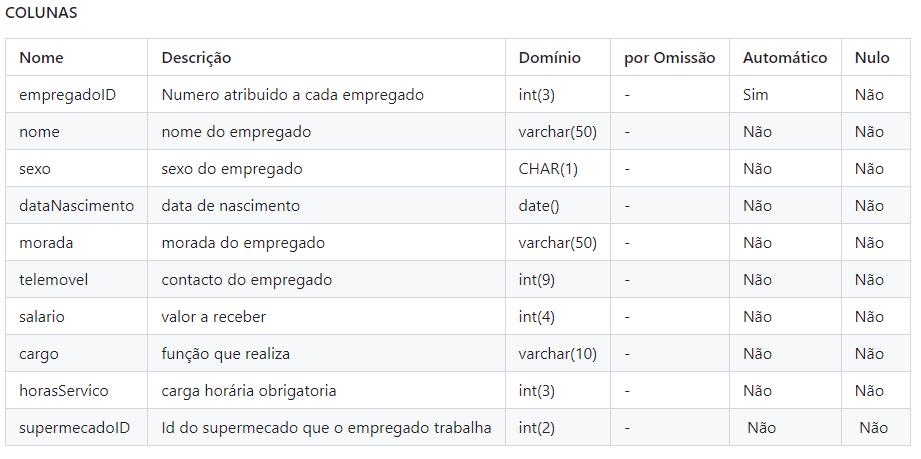 COLUNAS
Nome Descrição Domínio por Omissão Automático Nulo
empregadoID Numero atribuido a cada empregado int(3) - Sim Não
nome nome do empregado varchar(50) - Não Não
sexo sexo do empregado CHAR(1) - Não Não
dataNascimento data de nascimento date() - Não Não
morada morada do empregado varchar(50) - Não Não
telemovel contacto do empregado int(9) - Não Não
salario valor a receber int(4) - Não Não
cargo função que realiza varchar(10) - Não Não
horasServico carga horária obrigatoria int(3) - Não Não
supermecadoID Id do supermecado que o empregado trabalha int(2) - Não Não